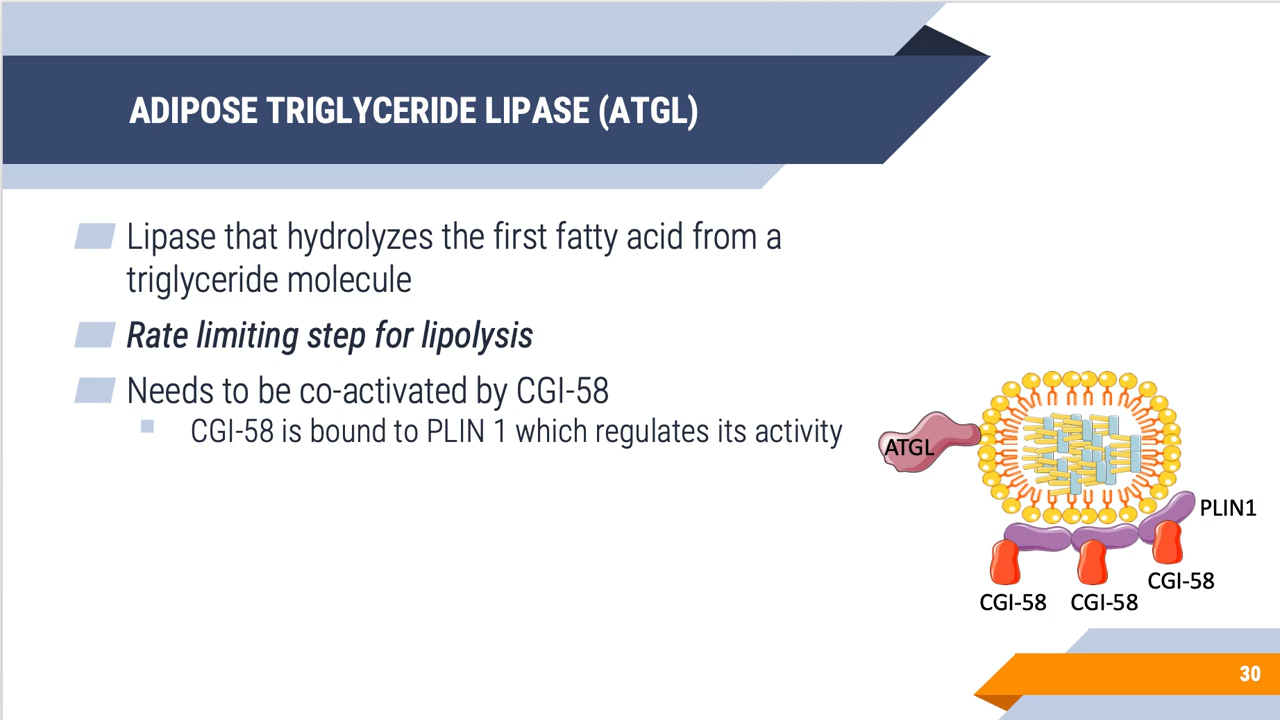 ADIPOSE TRIGLYCERIDE LIPASE (ATGL)
Lipase that hydrolyzes the first fatty acid from a
triglyceride molecule
Rate limiting step for lipolysis
Needs to be co-activated by CGI-58
CGI-58 is bound to PLIN 1 which regulates its activity
ATGL
PLIN1
CGI-58
CGI-58
CGI-58
30